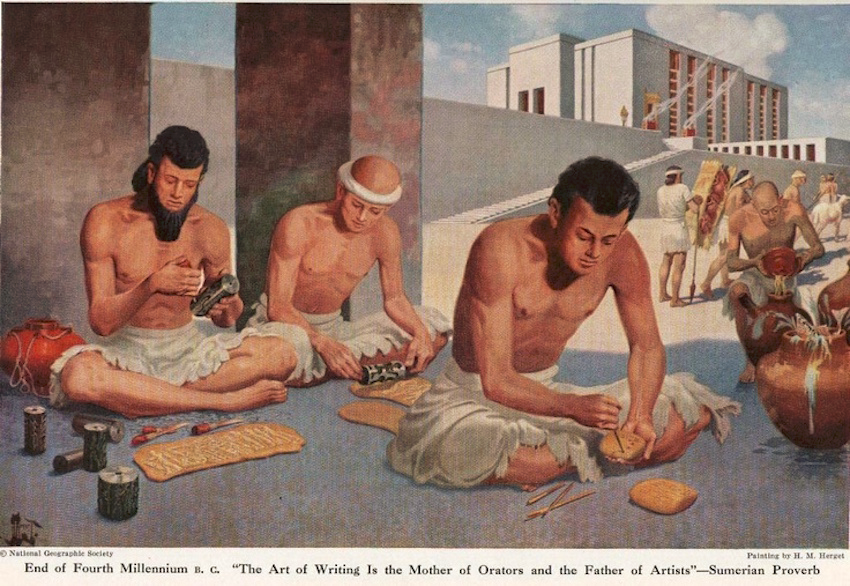 © National Geographic Society
Painting by H. M. Herget
End of Fourth Millennium B. C. "The Art of Writing Is the Mother of Orators and the Father of Artists"—Sumerian Proverb